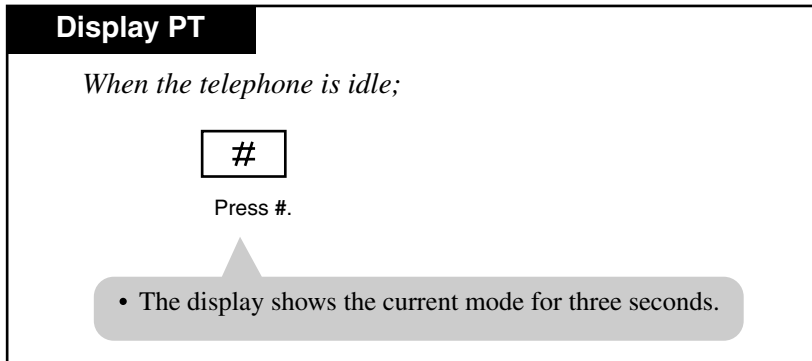 Display PT
When the telephone is idle;
#
Press #.
• The display shows the current mode for three seconds.